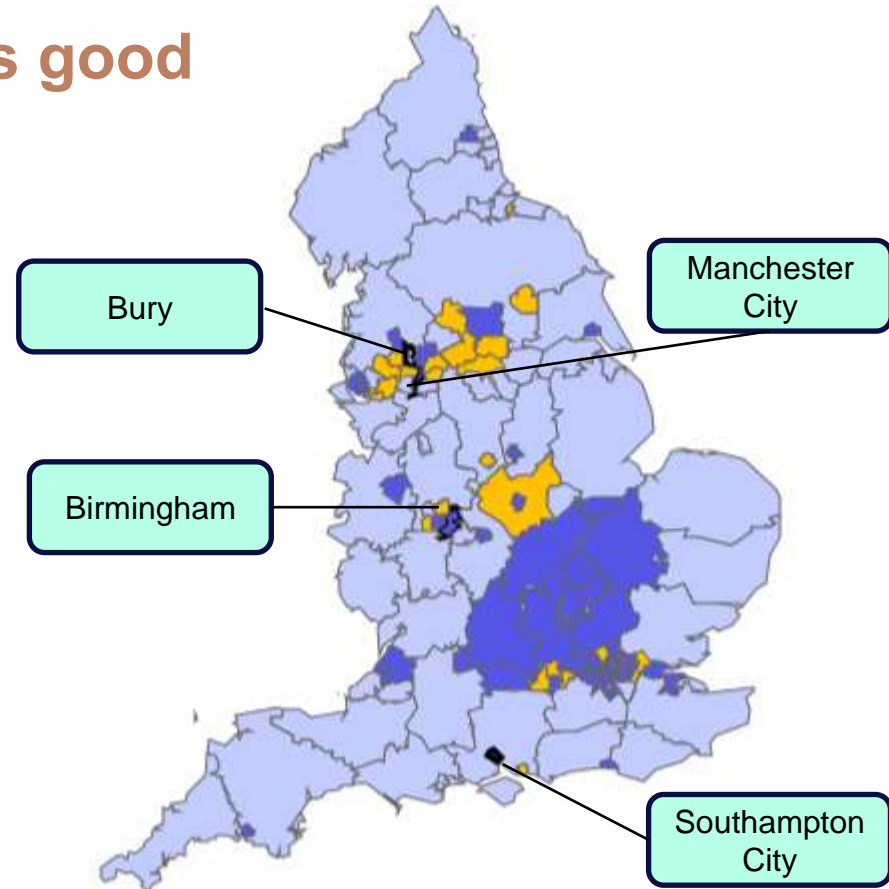 s good
Bury
Manchester
City
Birmingham
Southampton
City